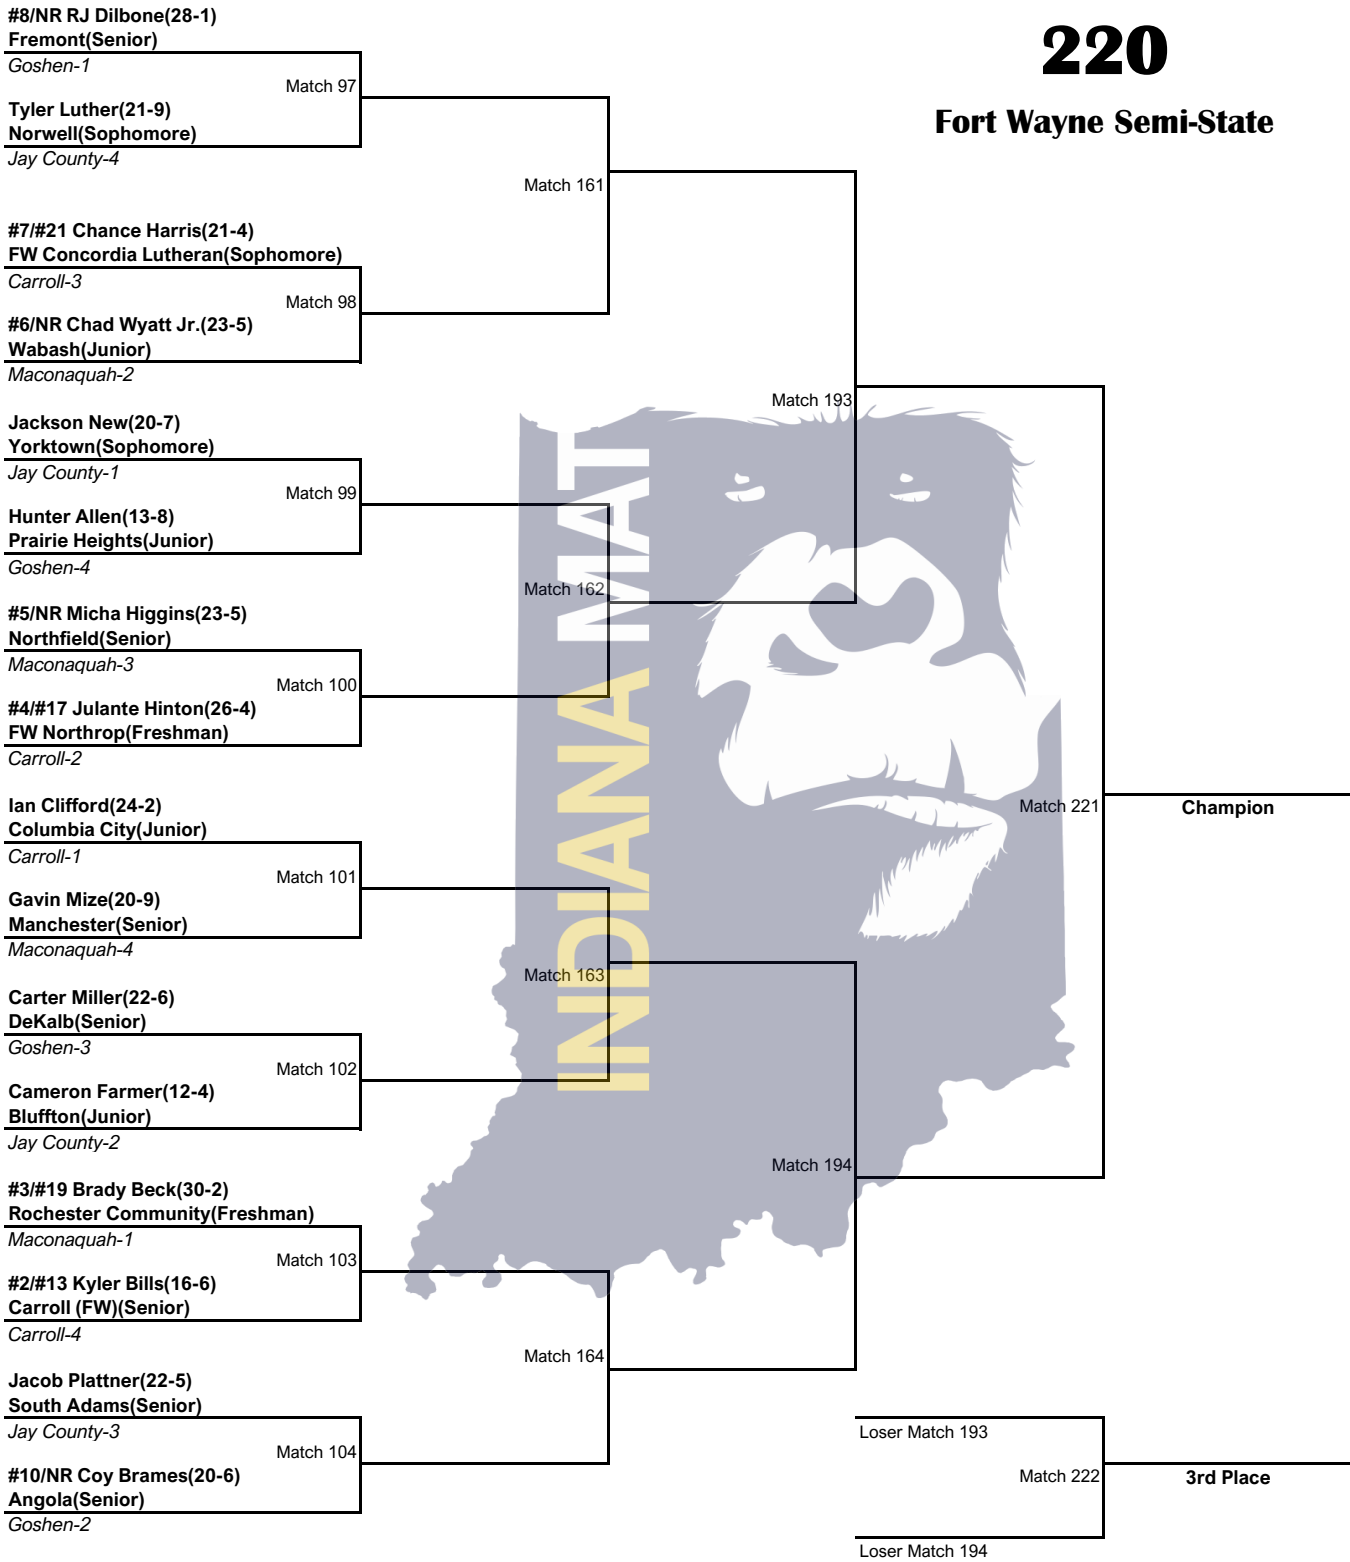 220
Fort Wayne Semi-State
#8/NR RJ Dilbone(28-1)
Fremont(Senior)
Goshen-1
Match 97
Tyler Luther(21-9)
Norwell(Sophomore)
Jay County-4
Match 161
#7/#21 Chance Harris(21-4)
FW Concordia Lutheran(Sophomore)
Carroll-3
Match 98
#6/NR Chad Wyatt Jr.(23-5)
Wabash(Junior)
Maconaquah-2
Match 193
Jackson New(20-7)
Yorktown(Sophomore)
Jay County-1
Match 99
Hunter Allen(13-8)
Prairie Heights(Junior)
Goshen-4
Match 162
#5/NR Micha Higgins(23-5)
Northfield(Senior)
Maconaquah-3
Match 100
#4/#17 Julante Hinton(26-4)
FW Northrop(Freshman)
Carroll-2
Match 221
Champion
Ian Clifford(24-2)
Columbia City(Junior)
Carroll-1
Match 101
Gavin Mize(20-9)
Manchester(Senior)
Maconaquah-4
Match 163
Carter Miller(22-6)
DeKalb(Senior)
Goshen-3
Match 102
Cameron Farmer(12-4)
Bluffton(Junior)
Jay County-2
Match 194
#3/#19 Brady Beck(30-2)
Rochester Community(Freshman)
Maconaquah-1
Match 103
#2/#13 Kyler Bills(16-6)
Carroll (FW)(Senior)
Carroll-4
Match 164
Jacob Plattner(22-5)
South Adams(Senior)
Jay County-3
Match 104
#10/NR Coy Brames(20-6)
Angola(Senior)
Goshen-2
Loser Match 193
Match 222
3rd Place
Loser Match 194
INDIANA MAT